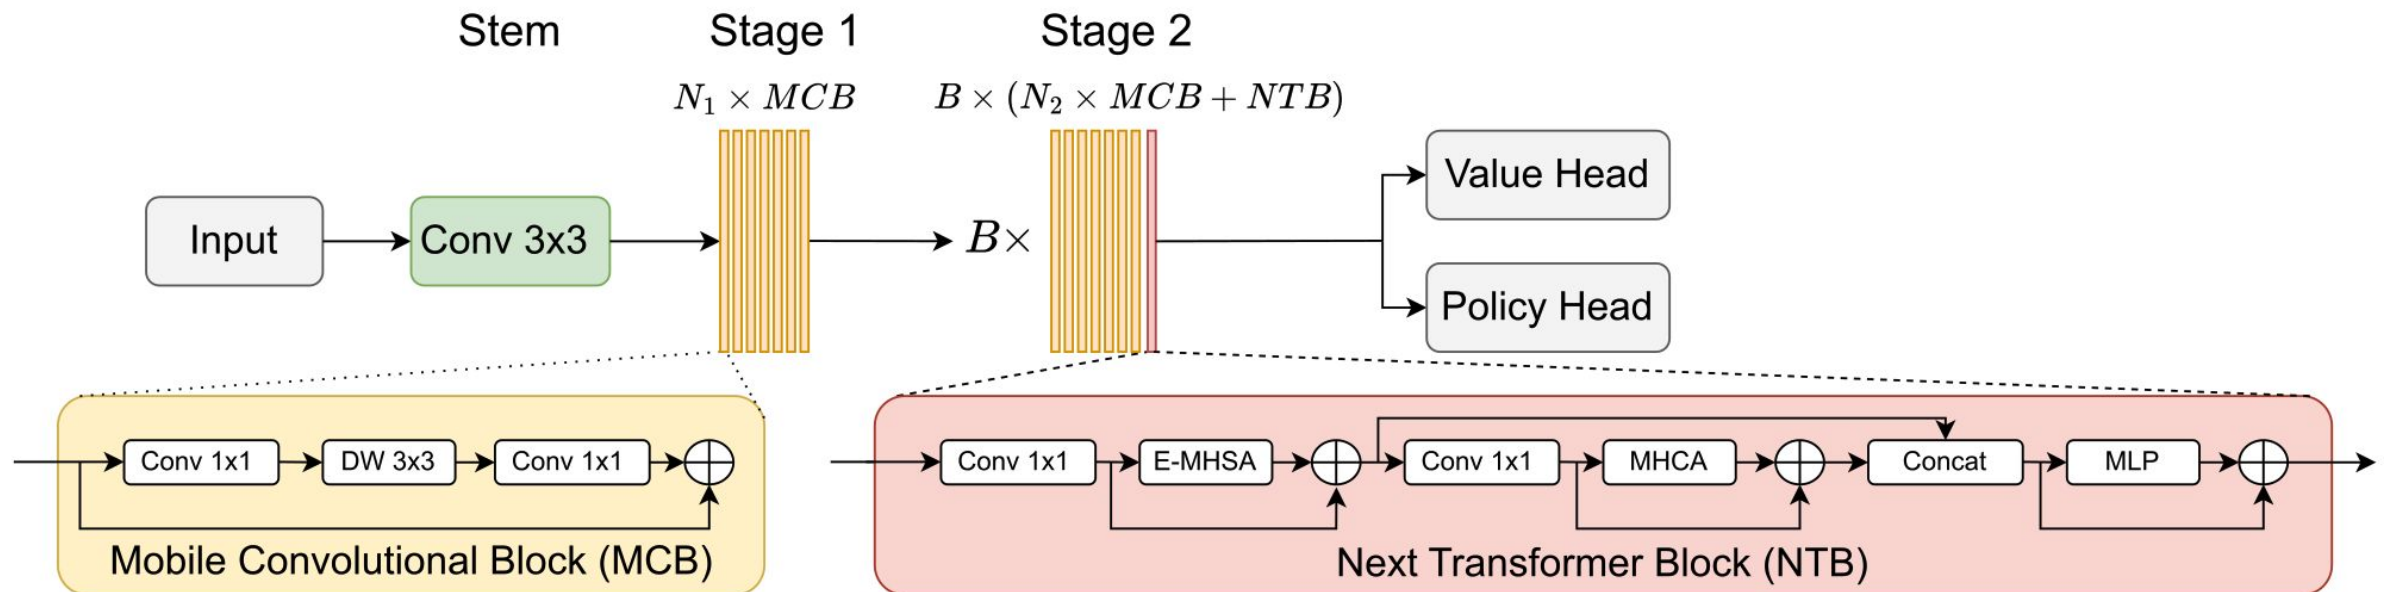 Stem
Stage 1
Stage 2
N₁ × MCB
B × (N₂ × MCB + NTB)
Input
Conv 3x3
B×
Value Head
Policy Head
Conv 1x1
DW 3x3
Conv 1x1
Mobile Convolutional Block (MCB)
Conv 1x1
E-MHSA
Conv 1x1
MHCA
Concat
MLP
Next Transformer Block (NTB)